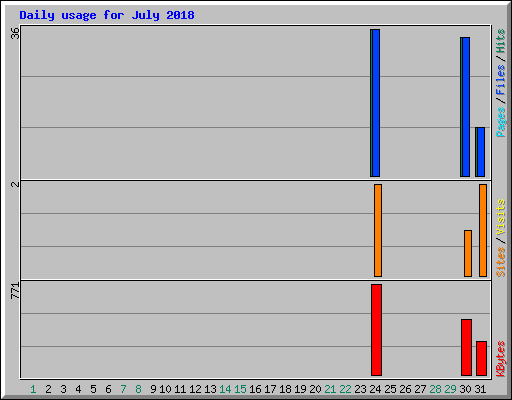 Daily usage for July 2018
36
Pages/Files/Hits
2
Sites/Visits
771
KBytes
1 2 3 4 5 6 7 8 9 10 11 12 13 14 15 16 17 18 19 20 21 22 23 24 25 26 27 28 29 30 31